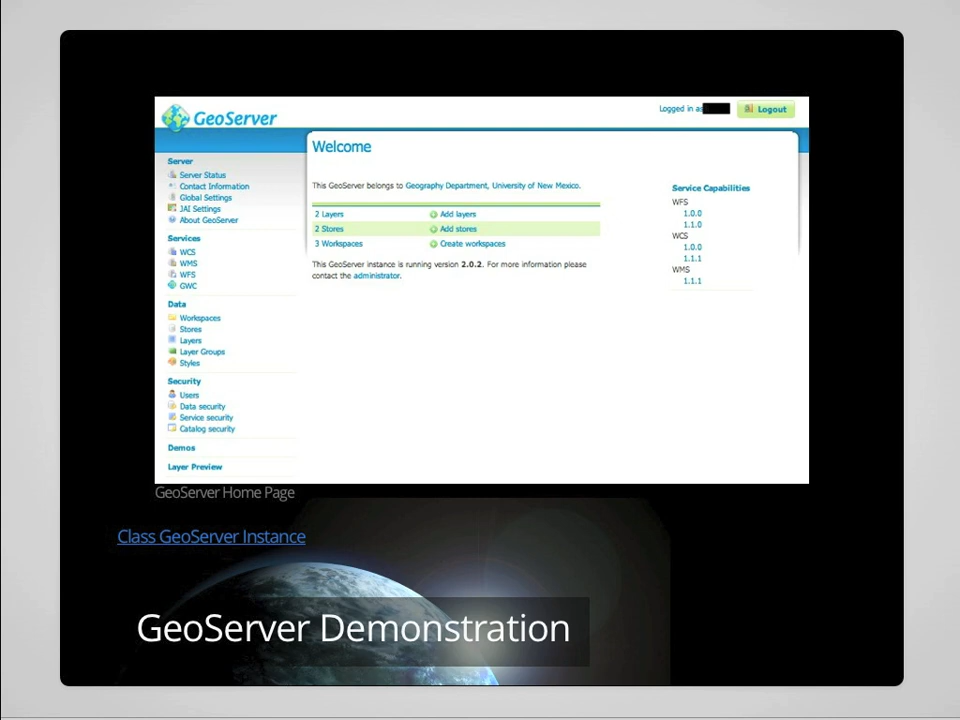 GeoServer
Logged in as
Logout
Welcome
Server
Server Status
Contact Information
Global Settings
JAI Settings
About GeoServer
Services
WCS
WMS
WFS
GWC
Data
Workspaces
Stores
Layers
Layer Groups
Styles
Security
Users
Data security
Service security
Catalog security
Demos
Layer Preview
This GeoServer belongs to Geography Department, University of New Mexico.
2 Layers Add layers
2 Stores Add stores
3 Workspaces Create workspaces
This GeoServer instance is running version 2.0.2. For more information please
contact the administrator.
Service Capabilities
WFS
1.0.0
1.1.0
WCS
1.0.0
1.1.1
WMS
1.1.1
GeoServer Home Page
Class GeoServer Instance
GeoServer Demonstration